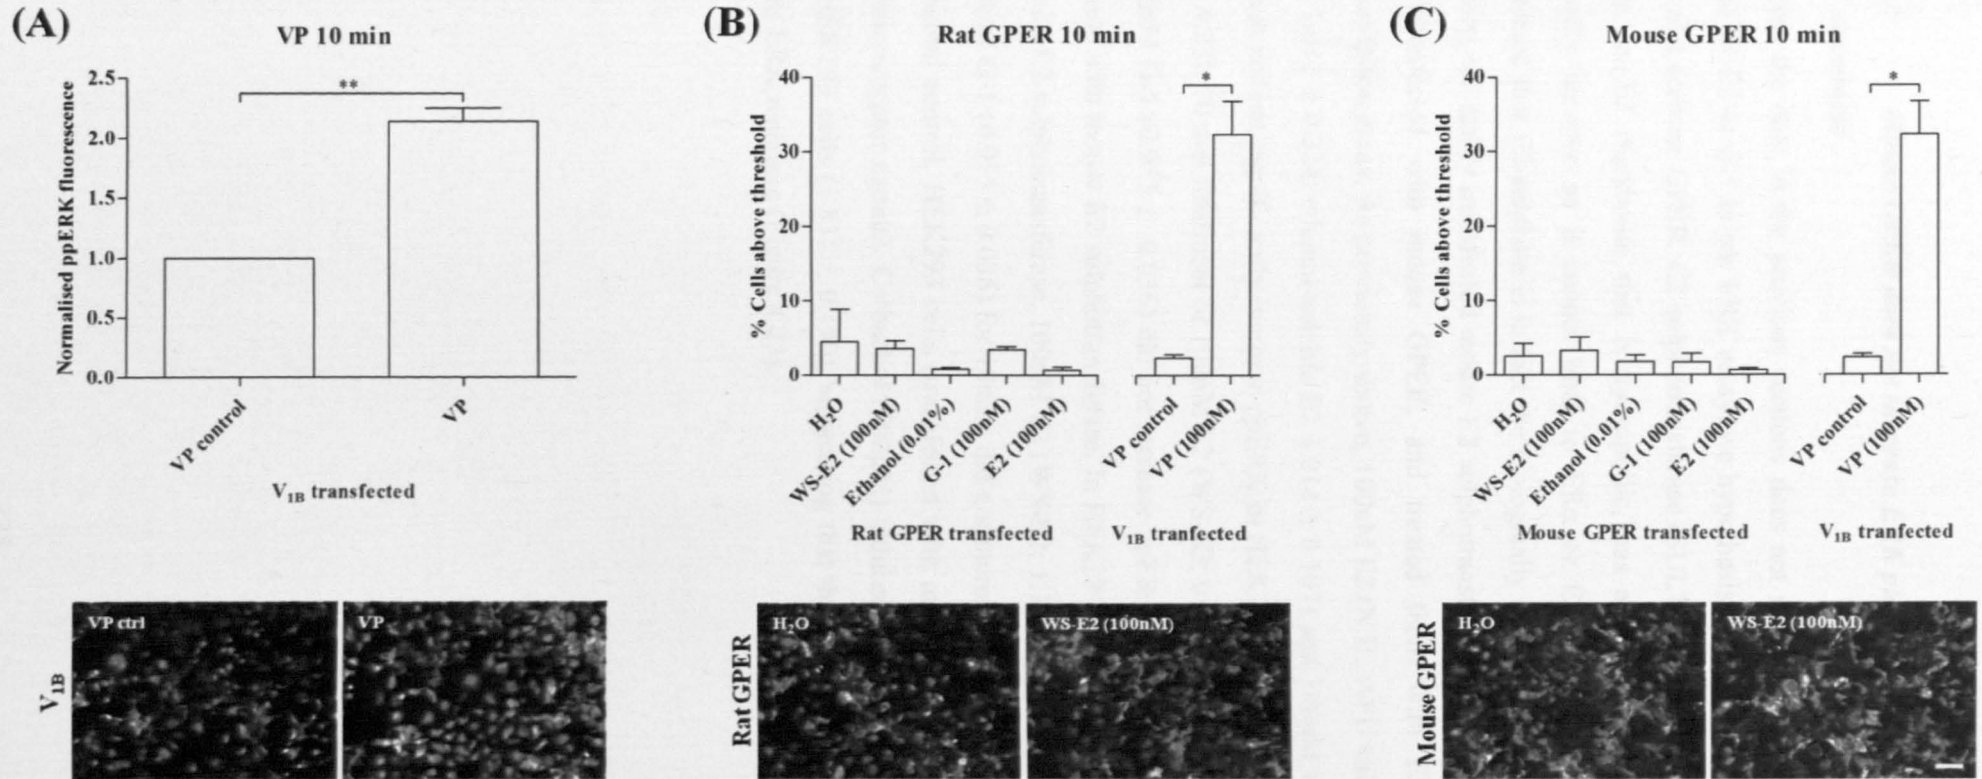 (A)
VP 10 min
Normalised ppERK fluorescence
2.5
2.0
1.5
1.0
0.5
0.0
**
VP control
VP
V1B transfected
VP ctrl
VP
V1B
(B)
Rat GPER 10 min
% Cells above threshold
40
30
20
10
0
*
H2O
WS-E2 (100nM)
Ethanol (0.01%)
G-1 (100nM)
E2 (100nM)
VP control
VP (100nM)
Rat GPER transfected
V1B tranfected
H2O
WS-E2 (100nM)
Rat GPER
(C)
Mouse GPER 10 min
% Cells above threshold
40
30
20
10
0
*
H2O
WS-E2 (100nM)
Ethanol (0.01%)
G-1 (100nM)
E2 (100nM)
VP control
VP (100nM)
Mouse GPER transfected
V1B tranfected
H2O
WS-E2 (100nM)
Mouse GPER